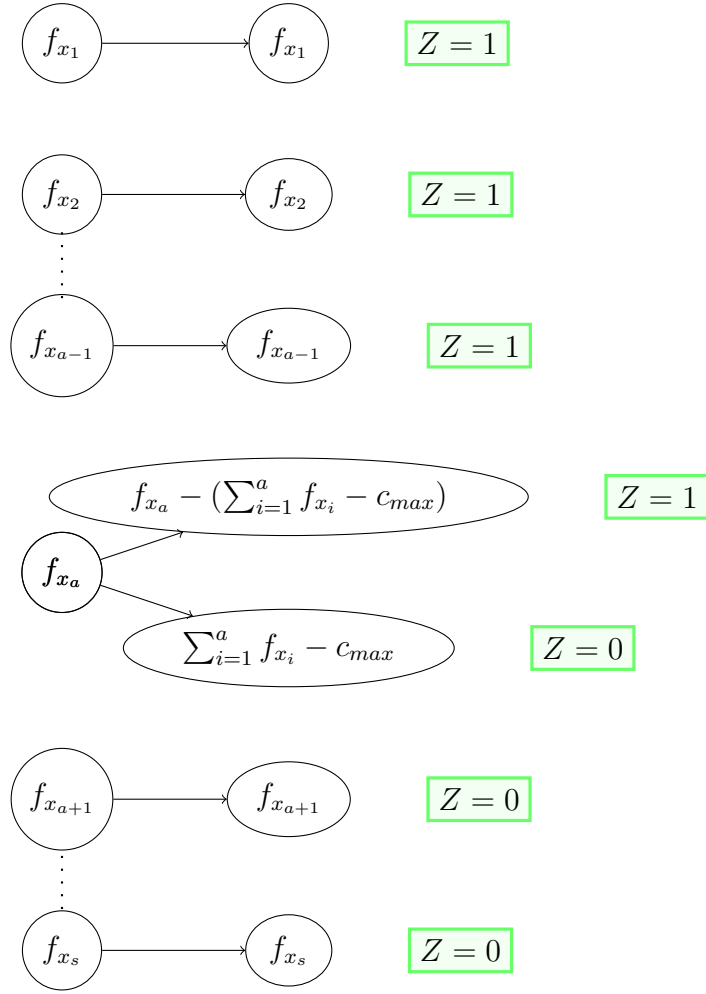 f_{x_1} f_{x_1} Z = 1
f_{x_2} f_{x_2} Z = 1
f_{x_{a-1}} f_{x_{a-1}} Z = 1
f_{x_a} - (\sum_{i=1}^{a} f_{x_i} - c_{max}) Z = 1
f_{x_a}
\sum_{i=1}^{a} f_{x_i} - c_{max} Z = 0
f_{x_{a+1}} f_{x_{a+1}} Z = 0
f_{x_s} f_{x_s} Z = 0